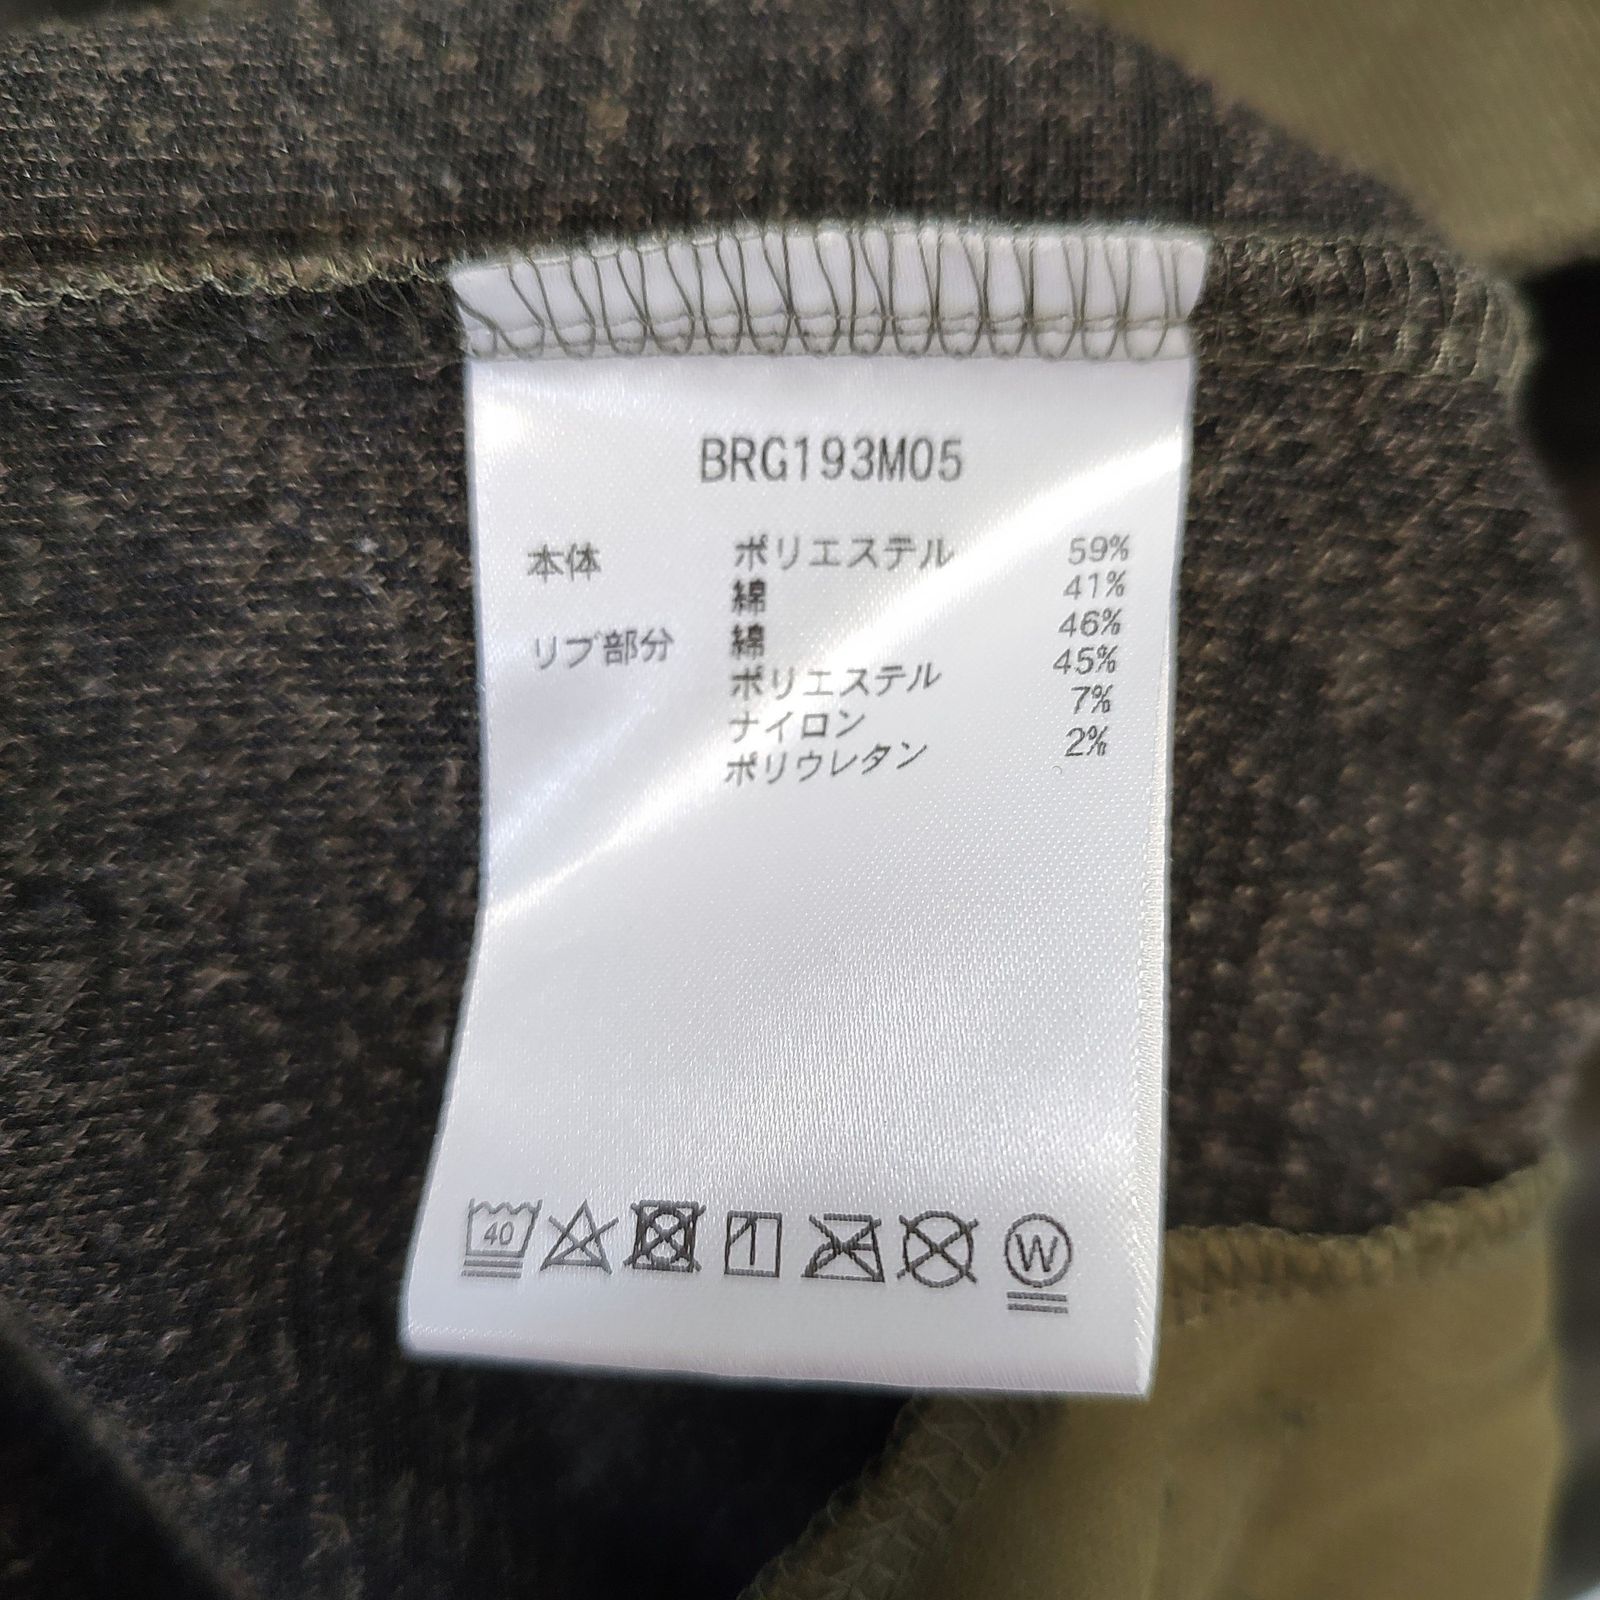 BRG193M05
本体 ポリエステル 59%
綿 41%
リブ部分 綿 46%
ポリエステル 45%
ナイロン 7%
ポリウレタン 2%
40 W